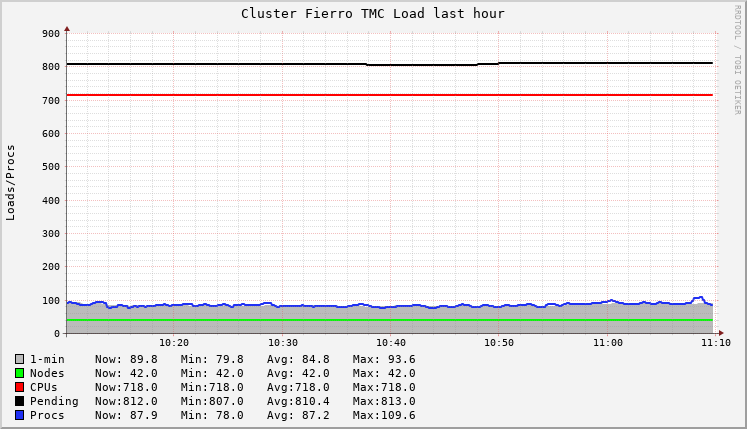 Cluster Fierro TMC Load last hour
RRDTOOL / TOBI OETIKER
Loads/Procs
900
800
700
600
500
400
300
200
100
0
10:20 10:30 10:40 10:50 11:00 11:10
1-min Now: 89.8 Min: 79.8 Avg: 84.8 Max: 93.6
Nodes Now: 42.0 Min: 42.0 Avg: 42.0 Max: 42.0
CPUs Now:718.0 Min:718.0 Avg:718.0 Max:718.0
Pending Now:812.0 Min:807.0 Avg:810.4 Max:813.0
Procs Now: 87.9 Min: 78.0 Avg: 87.2 Max:109.6